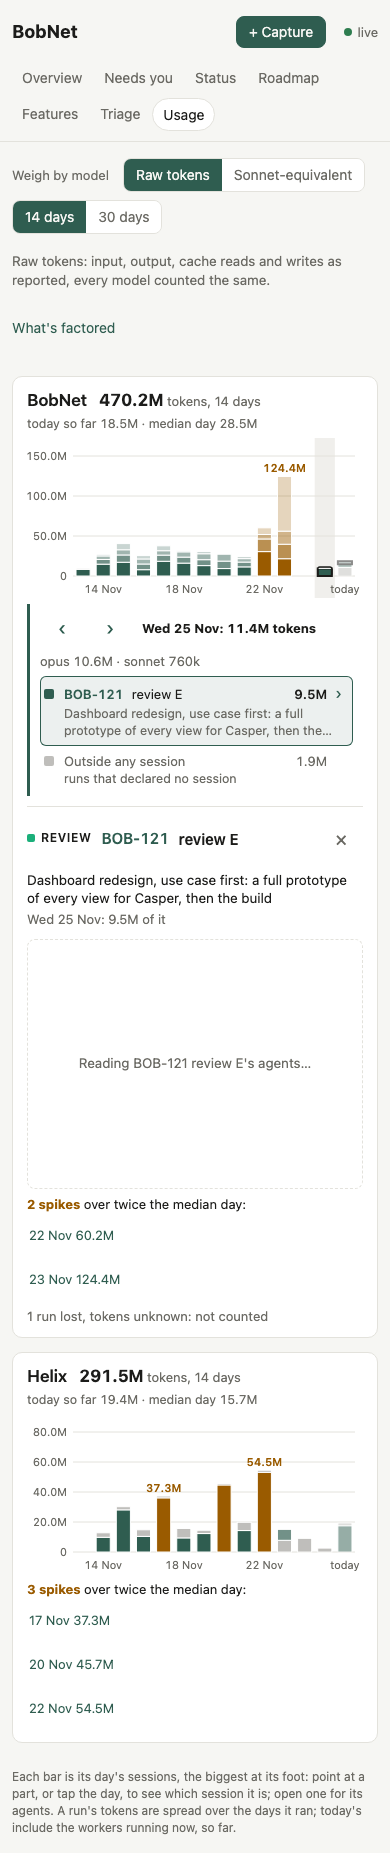 BobNet
+ Capture
live
Overview Needs you Status Roadmap
Features Triage Usage
Weigh by model Raw tokens Sonnet-equivalent
14 days 30 days
Raw tokens: input, output, cache reads and writes as
reported, every model counted the same.
What's factored
BobNet 470.2M tokens, 14 days
today so far 18.5M · median day 28.5M
150.0M
124.4M
100.0M
50.0M
0
14 Nov 18 Nov 22 Nov today
‹ › Wed 25 Nov: 11.4M tokens
opus 10.6M · sonnet 760k
BOB-121 review E 9.5M ›
Dashboard redesign, use case first: a full
prototype of every view for Casper, then the...
Outside any session 1.9M
runs that declared no session
REVIEW BOB-121 review E ×
Dashboard redesign, use case first: a full prototype
of every view for Casper, then the build
Wed 25 Nov: 9.5M of it
Reading BOB-121 review E's agents...
2 spikes over twice the median day:
22 Nov 60.2M
23 Nov 124.4M
1 run lost, tokens unknown: not counted
Helix 291.5M tokens, 14 days
today so far 19.4M · median day 15.7M
80.0M
60.0M
54.5M
40.0M
37.3M
20.0M
0
14 Nov 18 Nov 22 Nov today
3 spikes over twice the median day:
17 Nov 37.3M
20 Nov 45.7M
22 Nov 54.5M
Each bar is its day's sessions, the biggest at its foot: point at a
part, or tap the day, to see which session it is; open one for its
agents. A run's tokens are spread over the days it ran; today's
include the workers running now, so far.